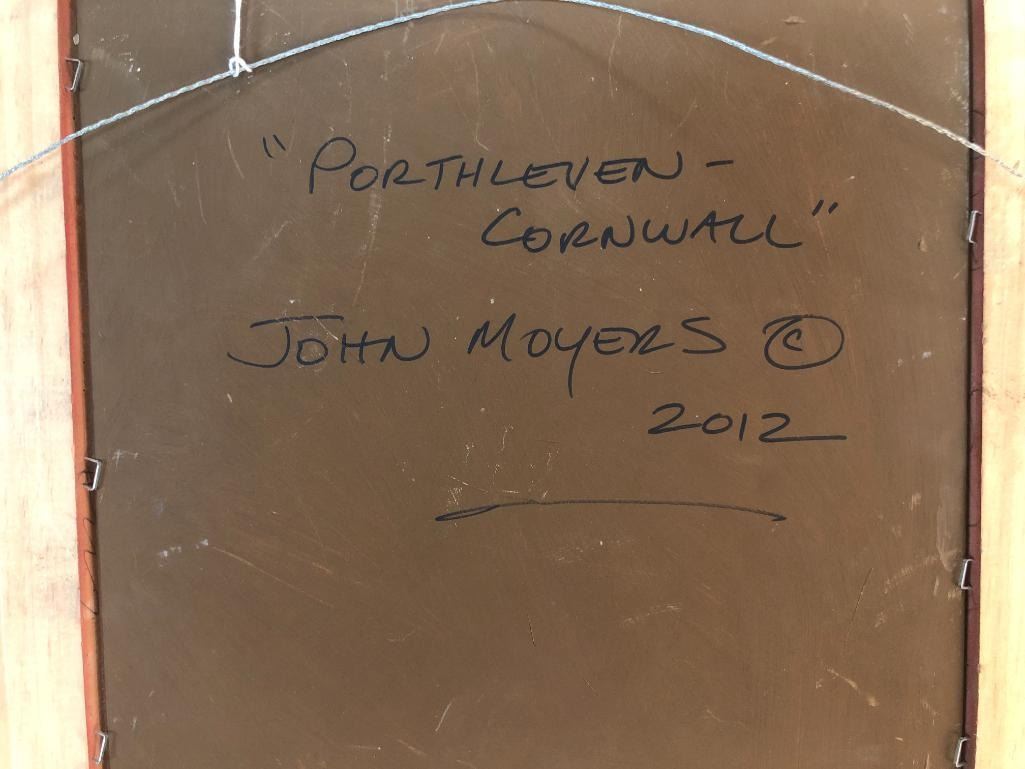 "PORTHLEVEN -
CORNWALL"
JOHN MOYERS ©
2012